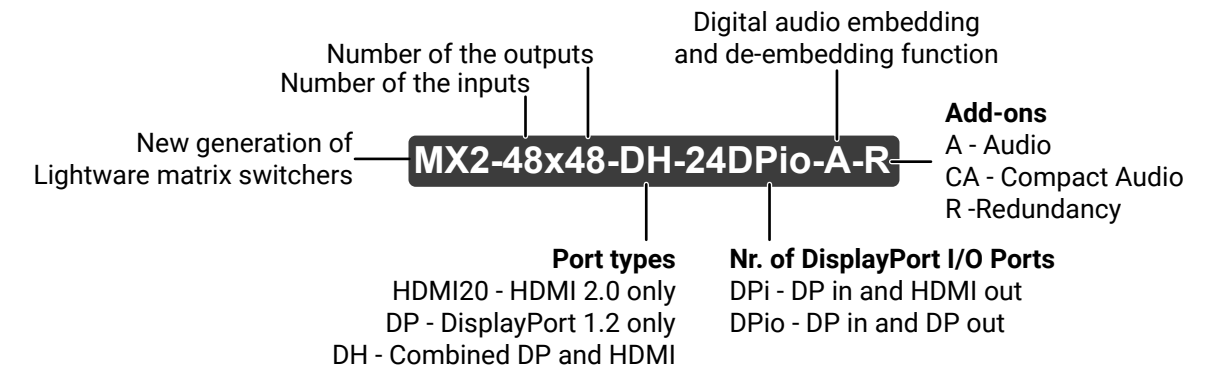 Digital audio embedding
and de-embedding function
Number of the outputs
Number of the inputs
New generation of
Lightware matrix switchers
MX2-48x48-DH-24DPio-A-R
Add-ons
A - Audio
CA - Compact Audio
R -Redundancy
Port types
HDMI20 - HDMI 2.0 only
DP - DisplayPort 1.2 only
DH - Combined DP and HDMI
Nr. of DisplayPort I/O Ports
DPi - DP in and HDMI out
DPio - DP in and DP out